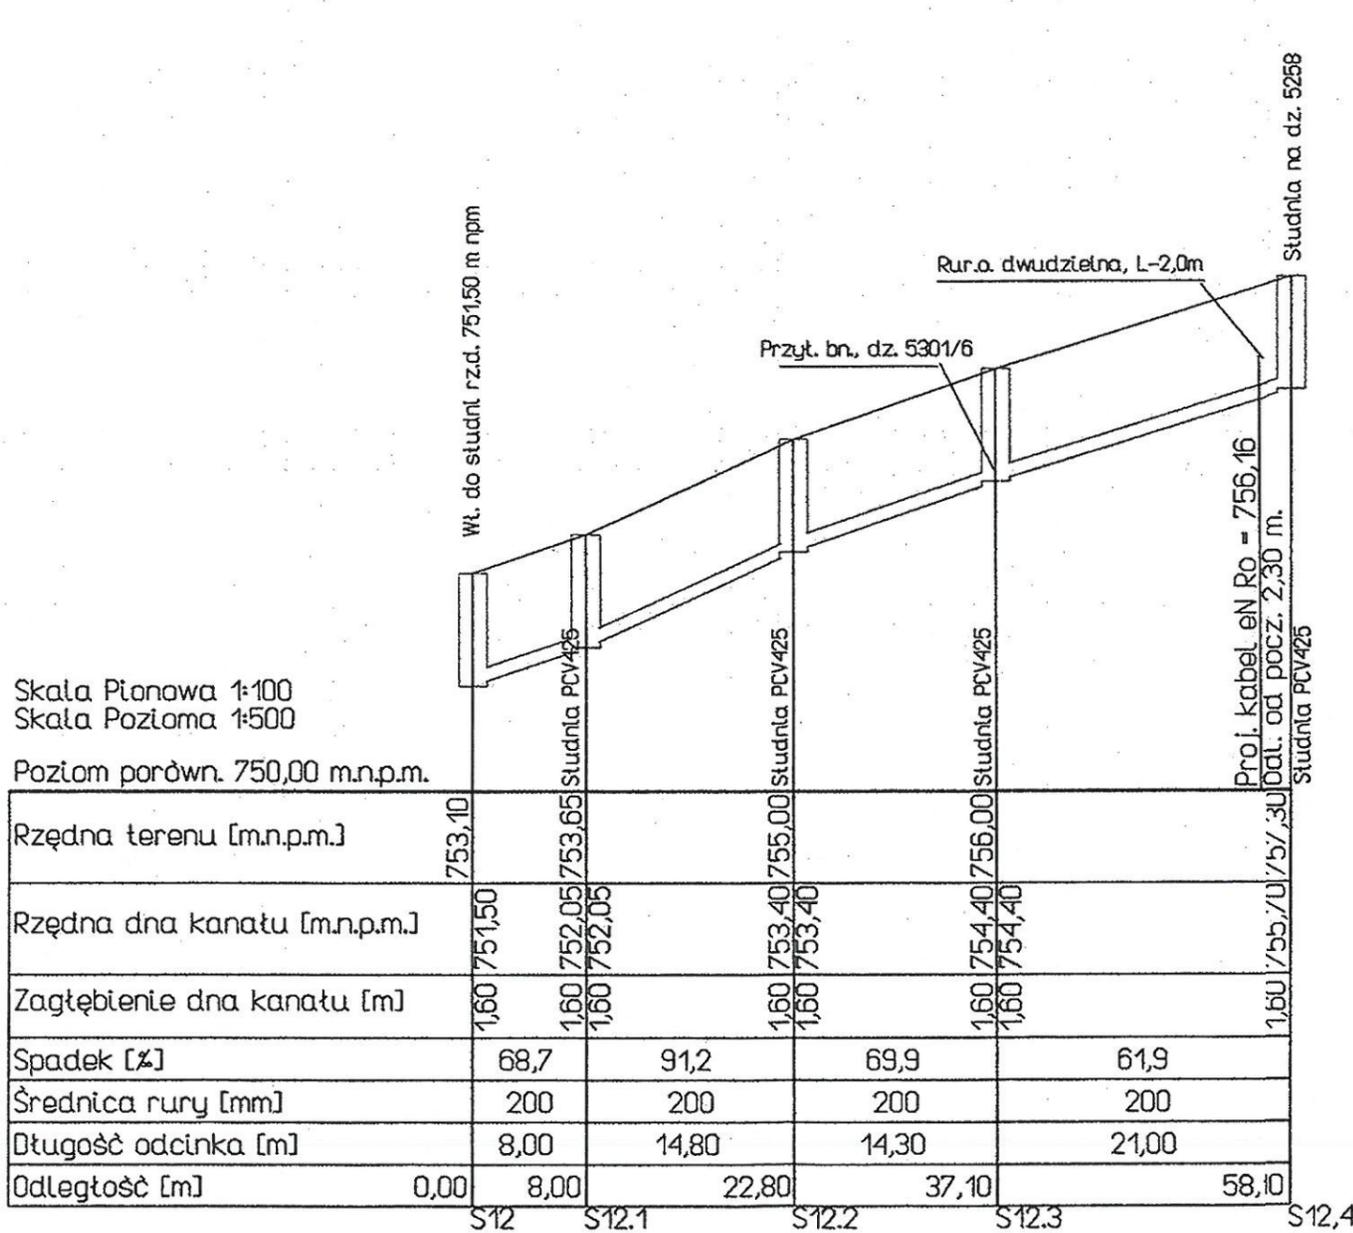 Studnia na dz. 5258
Wł. do studni rz.d. 751,50 m npm
Rur.o. dwudzielna, L-2,0m
Przył. bn., dz. 5301/6
Proj. kabel eN Ro = 756,16
Odl. od pocz. 2,30 m.
Studnia PCV425
Studnia PCV425
Studnia PCV425
Studnia PCV425
Skala Pionowa 1:100
Skala Pozioma 1:500
Poziom porówn. 750,00 m.n.p.m.
Rzędna terenu [m.n.p.m.] 753,10 753,65 755,00 756,00 757,30
Rzędna dna kanału [m.n.p.m.] 751,50 752,05 752,05 753,40 753,40 754,40 754,40 755,70
Zagłębienie dna kanału [m] 1,60 1,60 1,60 1,60 1,60 1,60 1,60 1,60
Spadek [%] 68,7 91,2 69,9 61,9
Średnica rury [mm] 200 200 200 200
Długość odcinka [m] 8,00 14,80 14,30 21,00
Odległość [m] 0,00 8,00 22,80 37,10 58,10
S12 S12.1 S12.2 S12.3 S12,4